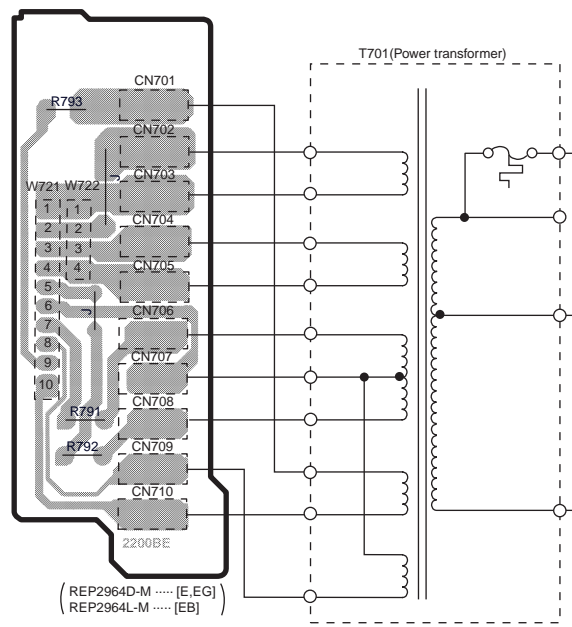 T701(Power transformer)
CN701
R793
CN702
J
CN703
W721 W722
1 1
2 2
CN704
3 3
4 4
CN705
5
6
J
CN706
7
8
CN707
9
10
CN708
R791
R792
CN709
CN710
2200BE
REP2964D-M ····· [E,EG]
REP2964L-M ····· [EB]